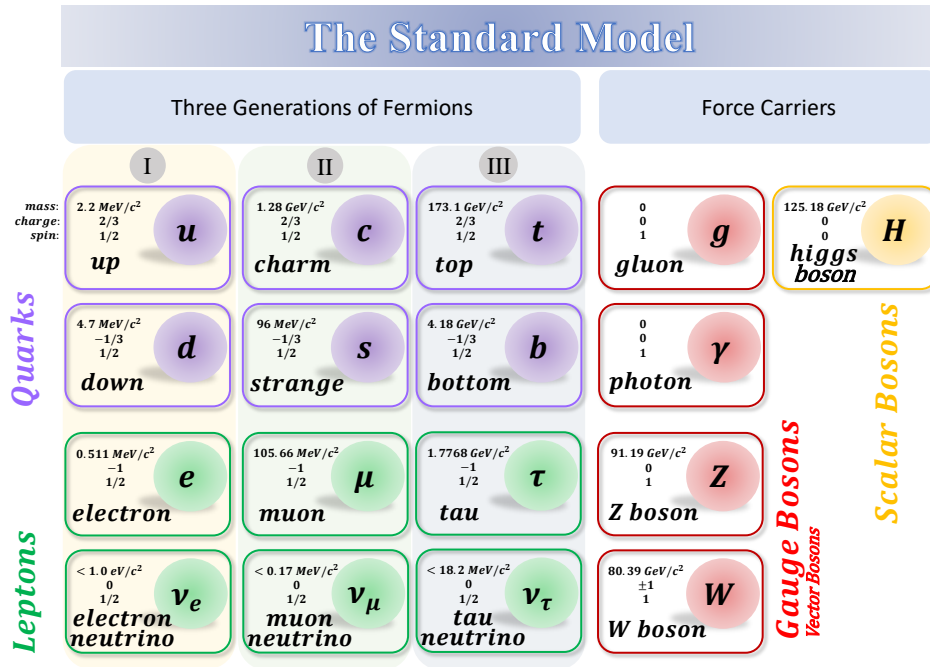 The Standard Model
Three Generations of Fermions
Force Carriers
I
II
III
mass:
charge:
spin:
2.2 MeV/c²
2/3
1/2
u
up
1.28 GeV/c²
2/3
1/2
c
charm
173.1 GeV/c²
2/3
1/2
t
top
0
0
1
g
gluon
125.18 GeV/c²
0
0
H
higgs
boson
Quarks
4.7 MeV/c²
−1/3
1/2
d
down
96 MeV/c²
−1/3
1/2
s
strange
4.18 GeV/c²
−1/3
1/2
b
bottom
0
0
1
γ
photon
Scalar Bosons
Leptons
0.511 MeV/c²
−1
1/2
e
electron
105.66 MeV/c²
−1
1/2
μ
muon
1.7768 GeV/c²
−1
1/2
τ
tau
91.19 GeV/c²
0
1
Z
Z boson
Gauge Bosons
Vector Bosons
< 1.0 eV/c²
0
1/2
νe
electron
neutrino
< 0.17 MeV/c²
0
1/2
νμ
muon
neutrino
< 18.2 MeV/c²
0
1/2
ντ
tau
neutrino
80.39 GeV/c²
±1
1
W
W boson